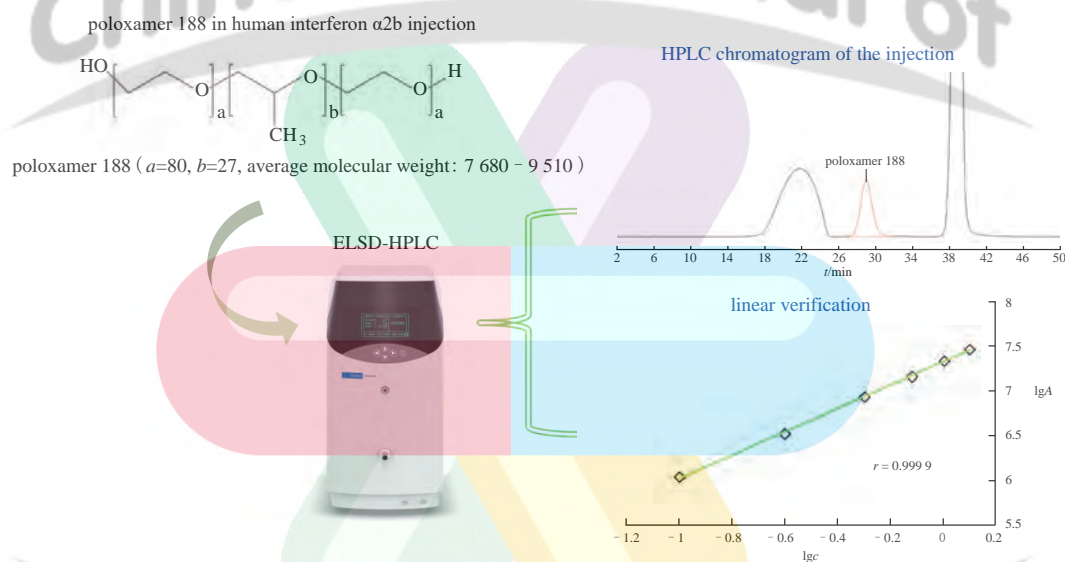 poloxamer 188 in human interferon α2b injection
HO
O
a
CH3
O
b
O
H
a
poloxamer 188（a=80, b=27, average molecular weight：7 680－9 510）
ELSD-HPLC
HPLC chromatogram of the injection
poloxamer 188
2 6 10 14 18 22 26 30 34 38 42 46 50
t/min
linear verification
8
7.5
7
6.5
6
5.5
lgA
r = 0.999 9
－1.2 －1 －0.8 －0.6 －0.4 －0.2 0 0.2
lgc